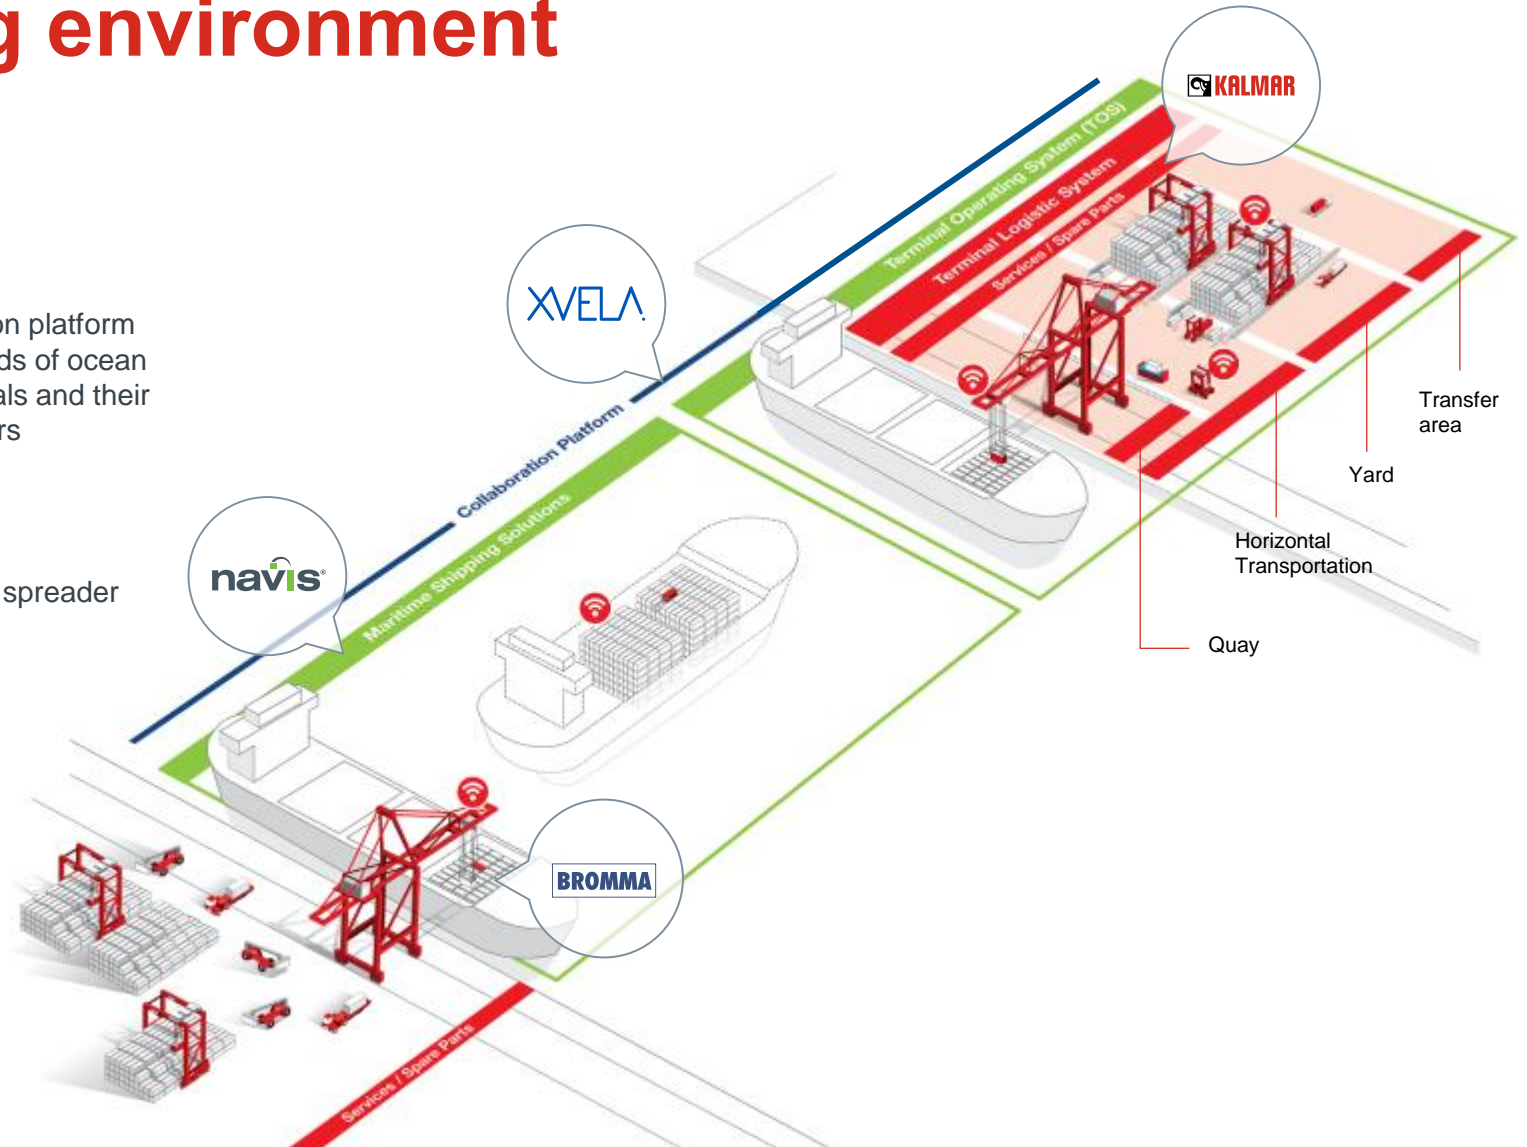 g environment
KALMAR
Terminal Operating System (TOS)
Terminal Logistic System
Services / Spare Parts
XVELA
on platform
ds of ocean
als and their
rs
Transfer
area
Collaboration Platform
Yard
Maritime Shipping Solutions
Horizontal
Transportation
navis
spreader
Quay
BROMMA
Services / Spare Parts